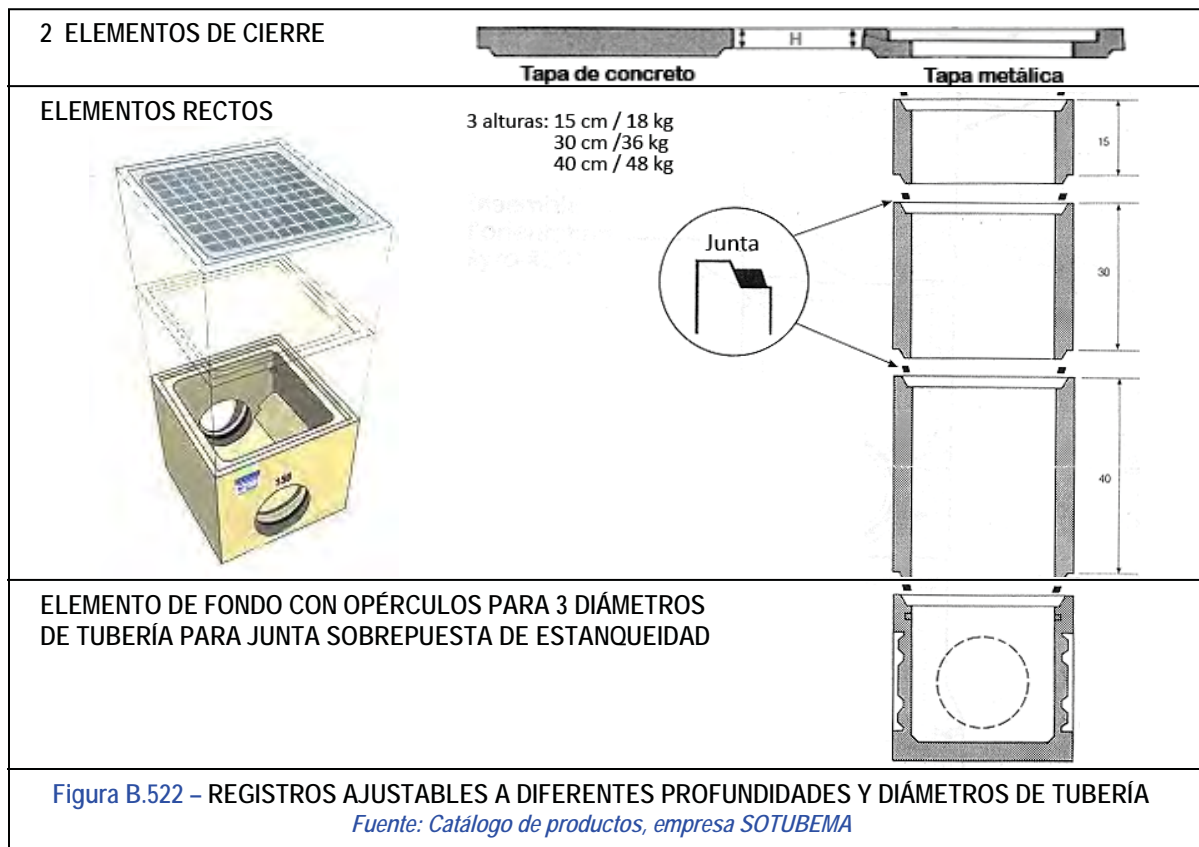 2 ELEMENTOS DE CIERRE
H
Tapa de concreto
Tapa metálica
ELEMENTOS RECTOS
3 alturas: 15 cm / 18 kg
30 cm /36 kg
40 cm / 48 kg
15
Junta
30
150
40
ELEMENTO DE FONDO CON OPÉRCULOS PARA 3 DIÁMETROS
DE TUBERÍA PARA JUNTA SOBREPUESTA DE ESTANQUEIDAD
Figura B.522 – REGISTROS AJUSTABLES A DIFERENTES PROFUNDIDADES Y DIÁMETROS DE TUBERÍA
Fuente: Catálogo de productos, empresa SOTUBEMA